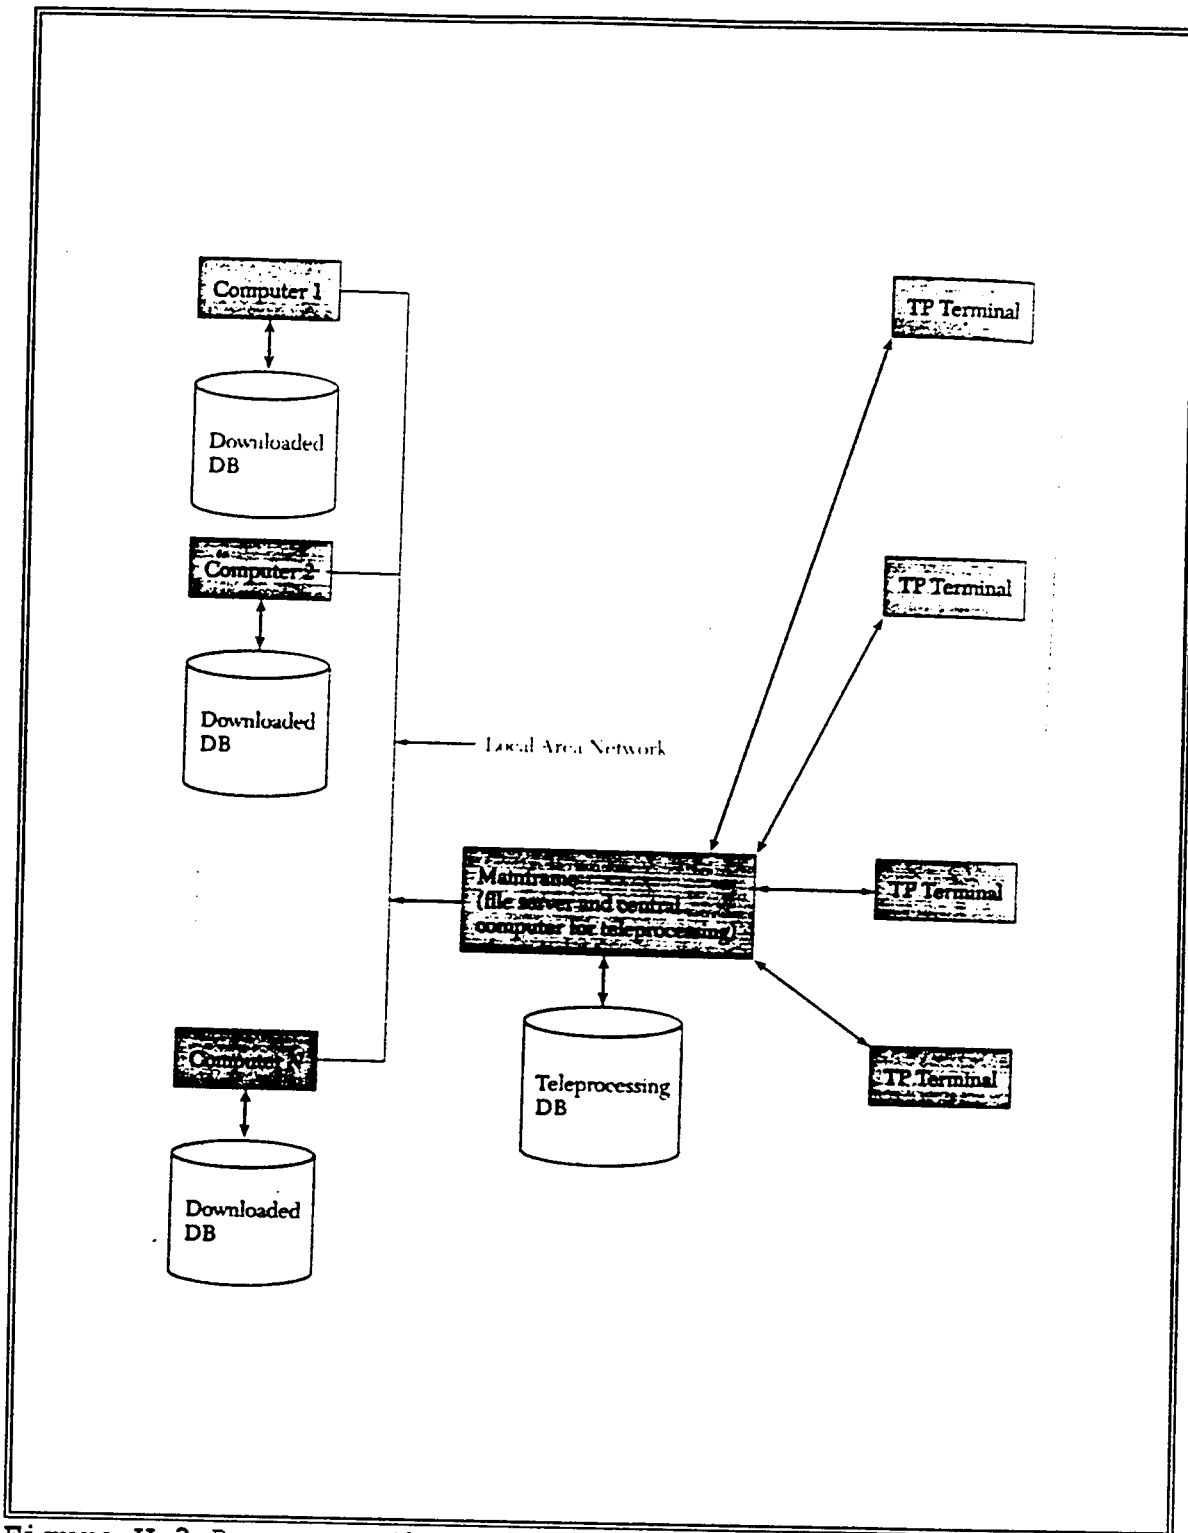 Computer 1
Downloaded
DB
Computer 2
Downloaded
DB
Local Area Network
Mainframe
(file server and central
computer for teleprocessing)
Teleprocessing
DB
Computer N
Downloaded
DB
TP Terminal
TP Terminal
TP Terminal
TP Terminal